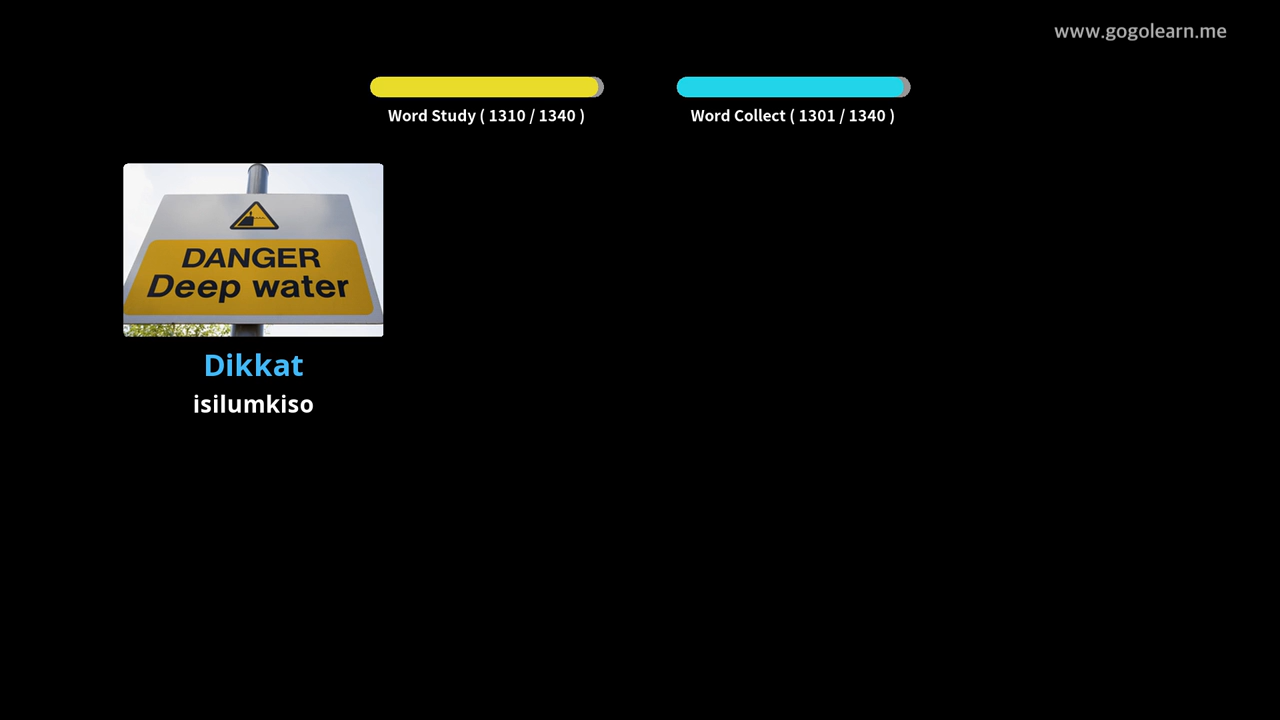 www.gogolearn.me
Word Study ( 1310 / 1340 )
Word Collect ( 1301 / 1340 )
DANGER
Deep water
Dikkat
isilumkiso